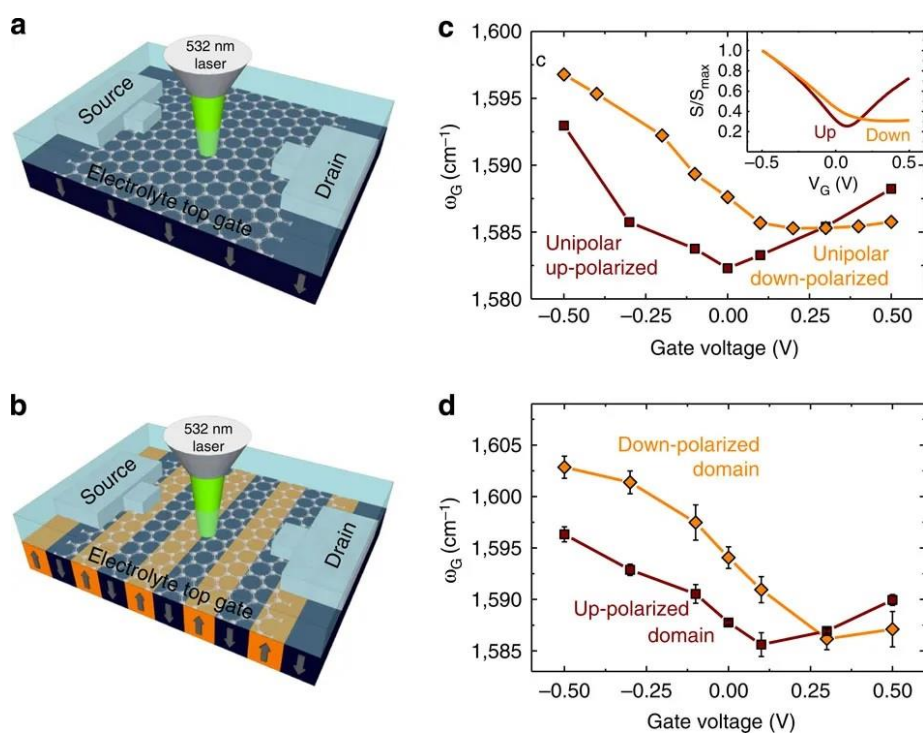 a
532 nm
laser
Source
Drain
Electrolyte top gate
b
532 nm
laser
Source
Drain
Electrolyte top gate
c
1,600
1,595
1,590
1,585
1,580
ωG (cm−1)
c
Unipolar
up-polarized
Unipolar
down-polarized
−0.50
−0.25
0.00
0.25
0.50
Gate voltage (V)
1.0
0.8
0.6
0.4
0.2
S/Smax
Up
Down
−0.5
0.0
0.5
VG (V)
d
1,605
1,600
1,595
1,590
1,585
ωG (cm−1)
Down-polarized
domain
Up-polarized
domain
−0.50
−0.25
0.00
0.25
0.50
Gate voltage (V)